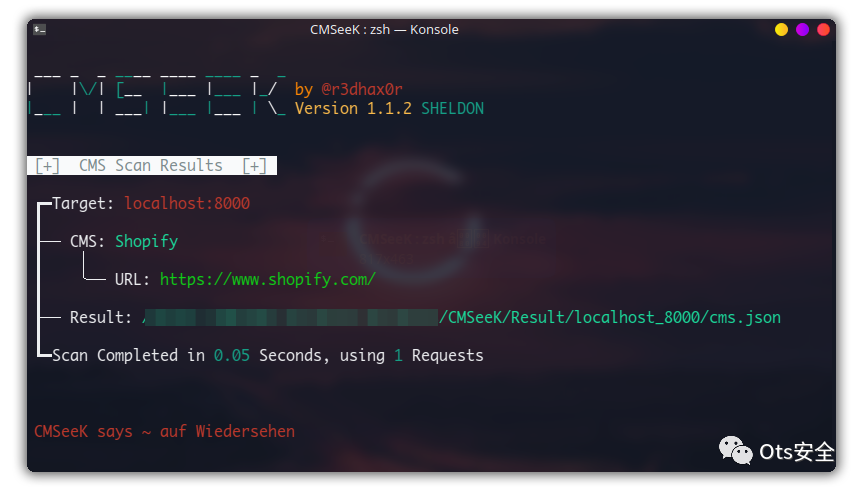 CMSeeK : zsh — Konsole
CMSEEK by @r3dhax0r
Version 1.1.2 SHELDON
[+] CMS Scan Results [+]
Target: localhost:8000
CMS: Shopify
URL: https://www.shopify.com/
Result: /CMSeeK/Result/localhost_8000/cms.json
Scan Completed in 0.05 Seconds, using 1 Requests
CMSeeK says ~ auf Wiedersehen
Ots安全